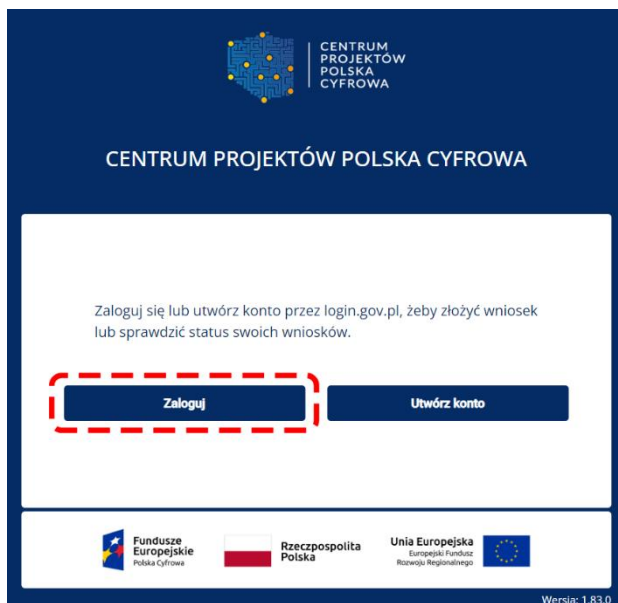 CENTRUM
PROJEKTÓW
POLSKA
CYFROWA
CENTRUM PROJEKTÓW POLSKA CYFROWA
Zaloguj się lub utwórz konto przez login.gov.pl, żeby złożyć wniosek
lub sprawdzić status swoich wniosków.
Zaloguj
Utwórz konto
Fundusze
Europejskie
Polska Cyfrowa
Rzeczpospolita
Polska
Unia Europejska
Europejski Fundusz
Rozwoju Regionalnego
Wersja: 1.83.0